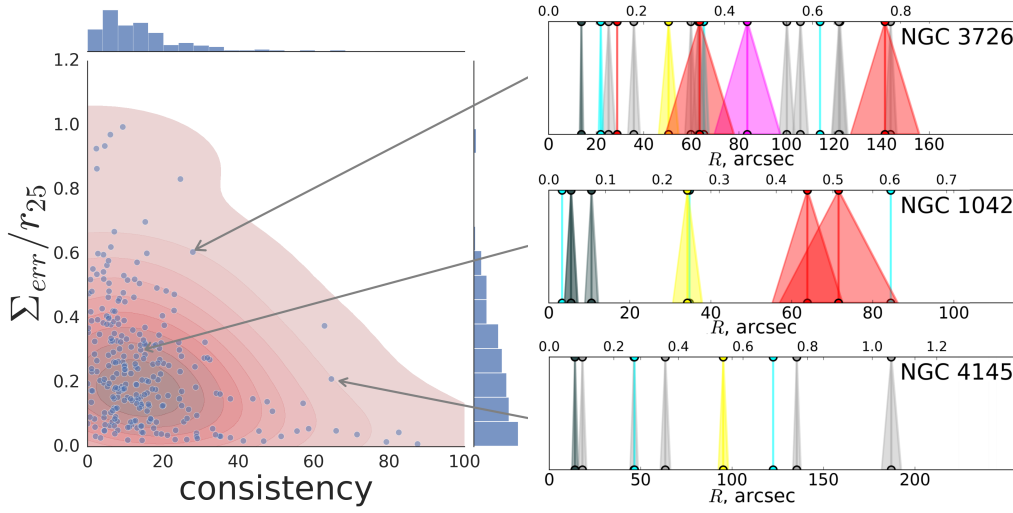 1.2
1.0
0.8
0.6
0.4
0.2
0.0
Σerr/r25
0 20 40 60 80 100
consistency
0.0 0.2 0.4 0.6 0.8
NGC 3726
0 20 40 60 80 100 120 140 160
R, arcsec
0.0 0.1 0.2 0.3 0.4 0.5 0.6 0.7
NGC 1042
0 20 40 60 80 100
R, arcsec
0.0 0.2 0.4 0.6 0.8 1.0 1.2
NGC 4145
0 50 100 150 200
R, arcsec